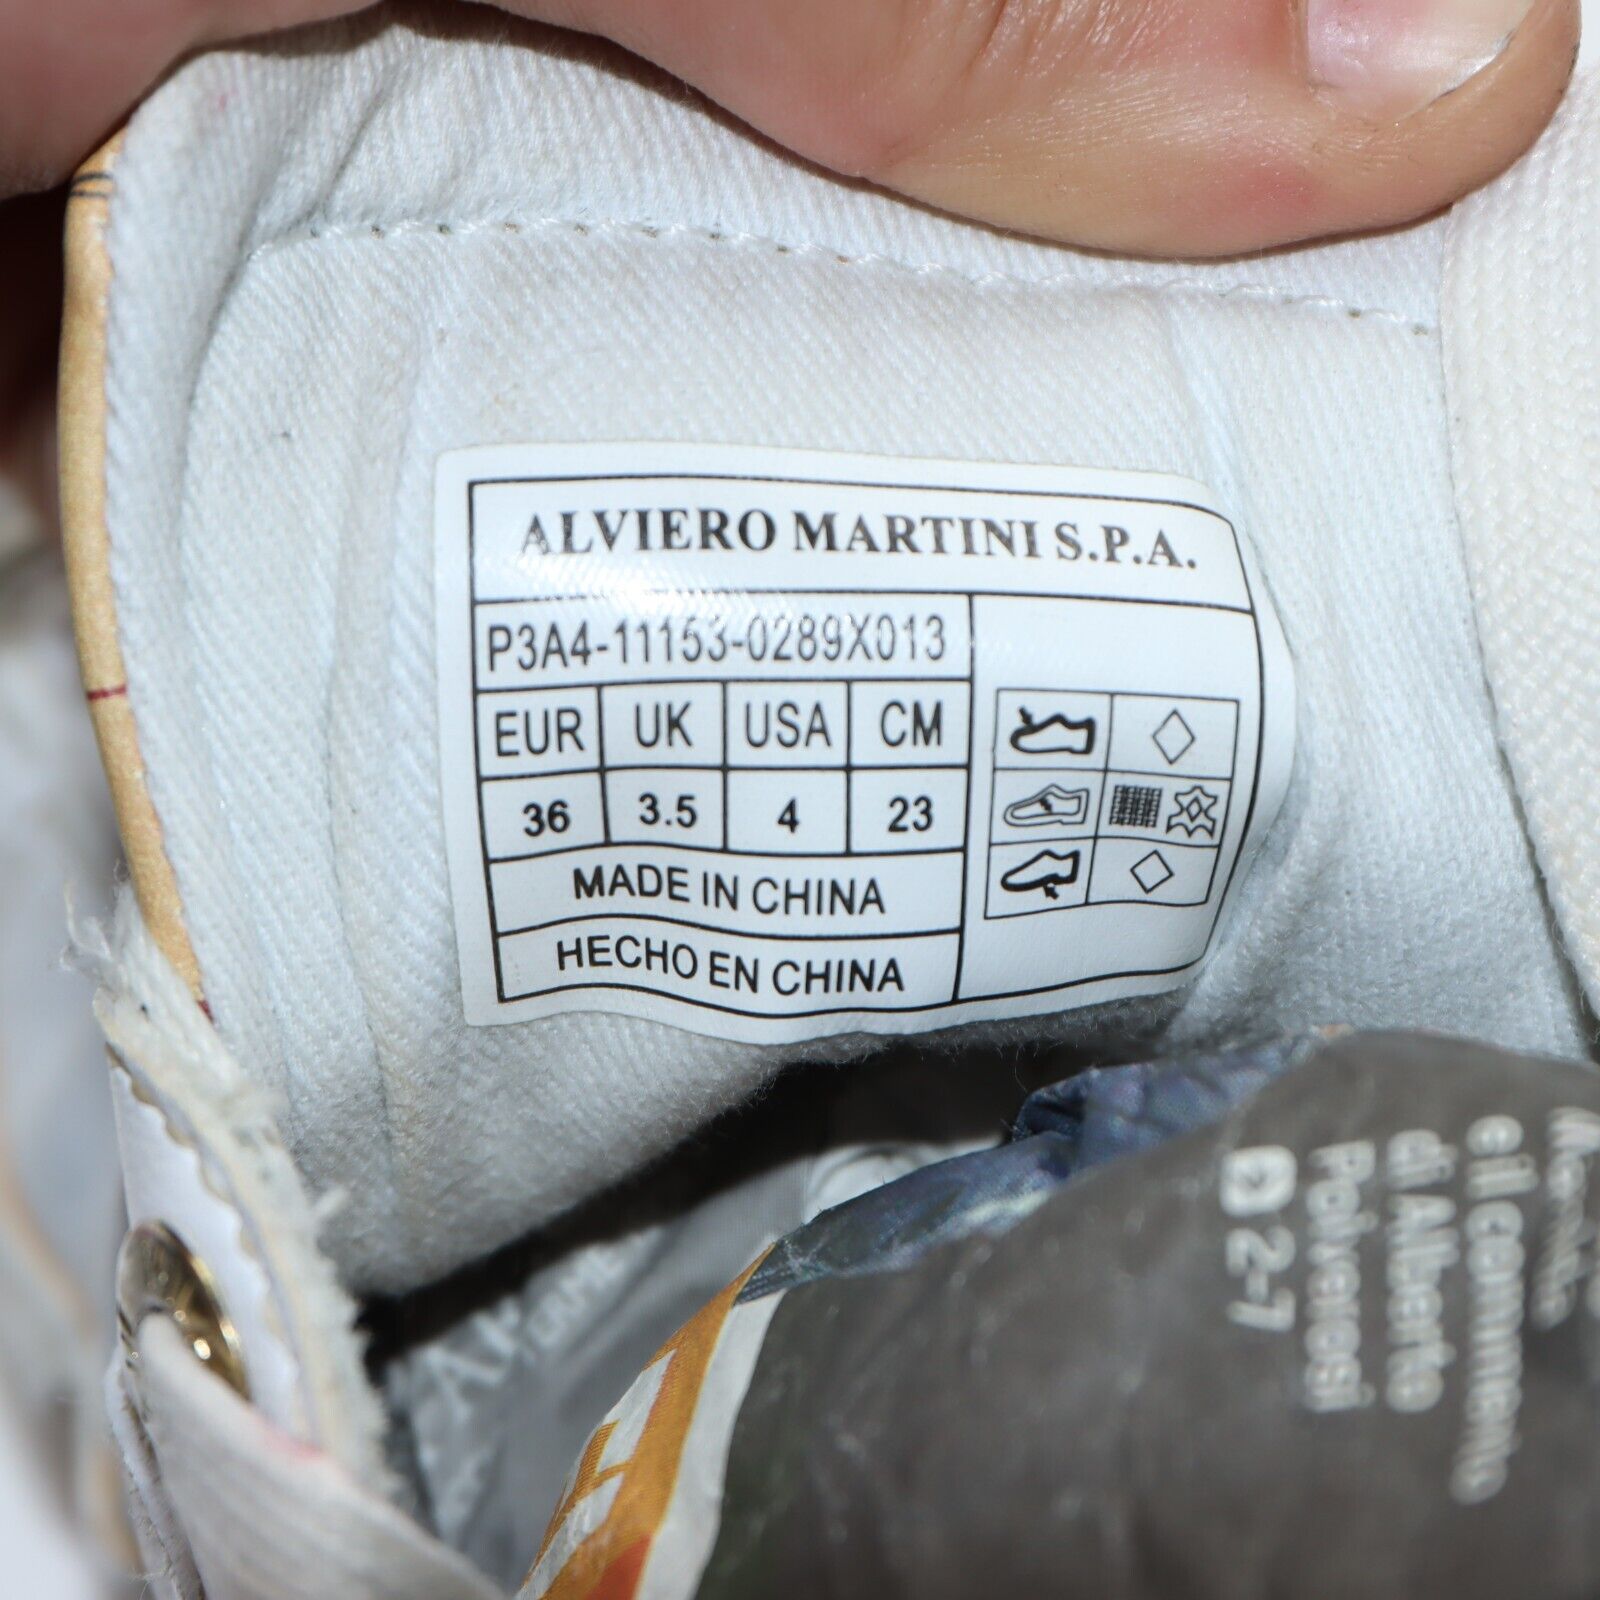 ALVIERO MARTINI S.P.A.
P3A4-11153-0289X013
EUR UK USA CM
36 3.5 4 23
MADE IN CHINA
HECHO EN CHINA
il commento
di Alberto
Polverosi
2-7